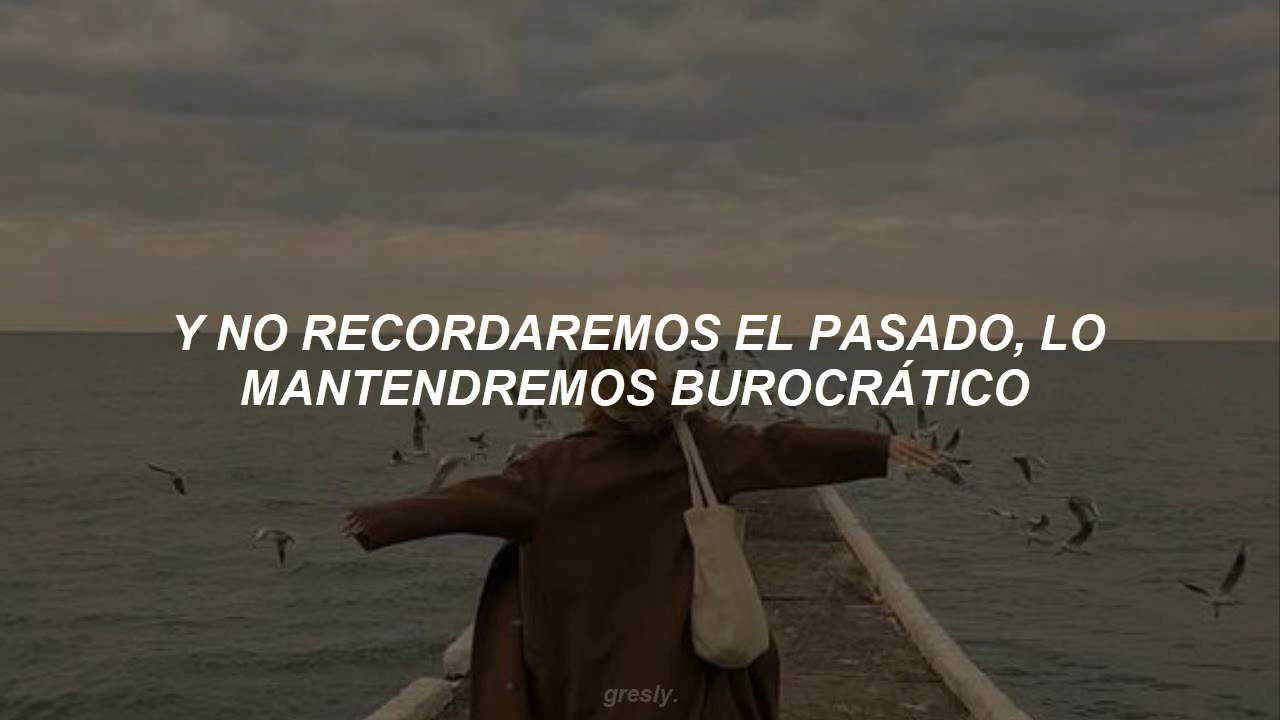 Y NO RECORDAREMOS EL PASADO, LO
MANTENDREMOS BUROCRÁTICO
gresly.